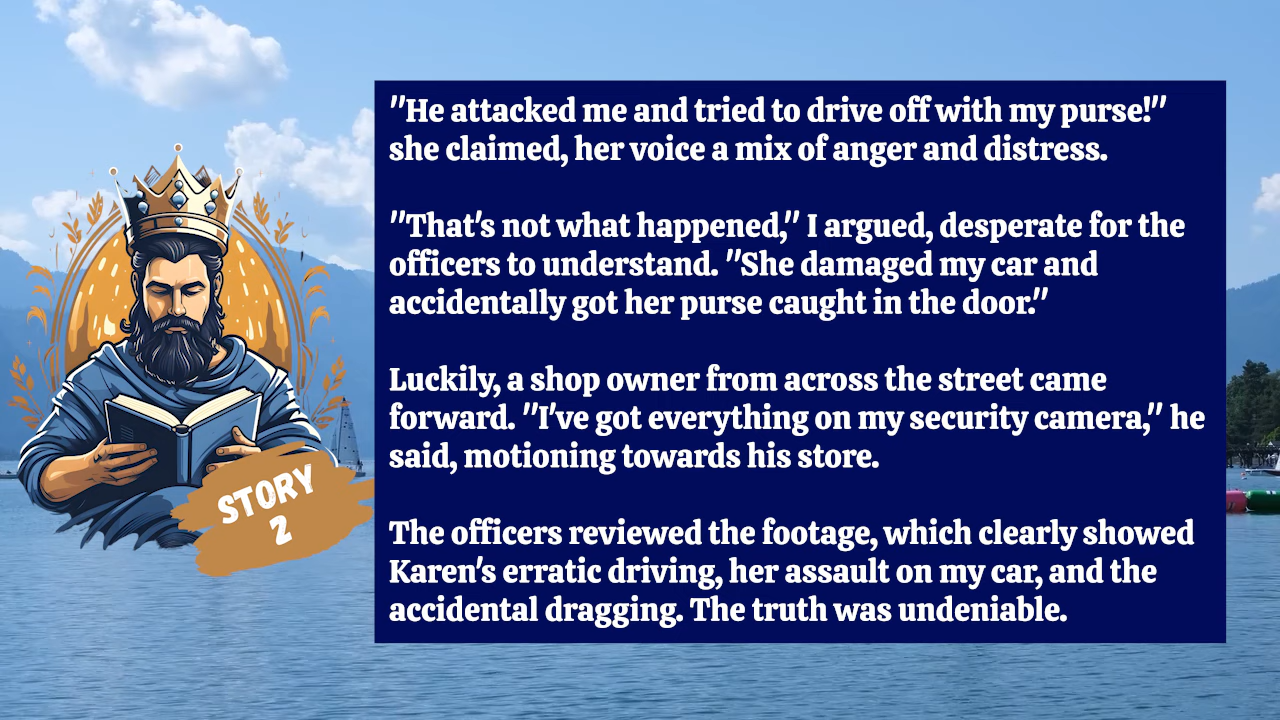 "He attacked me and tried to drive off with my purse!"
she claimed, her voice a mix of anger and distress.
"That's not what happened," I argued, desperate for the
officers to understand. "She damaged my car and
accidentally got her purse caught in the door."
Luckily, a shop owner from across the street came
forward. "I've got everything on my security camera," he
said, motioning towards his store.
The officers reviewed the footage, which clearly showed
Karen's erratic driving, her assault on my car, and the
accidental dragging. The truth was undeniable.
STORY
2